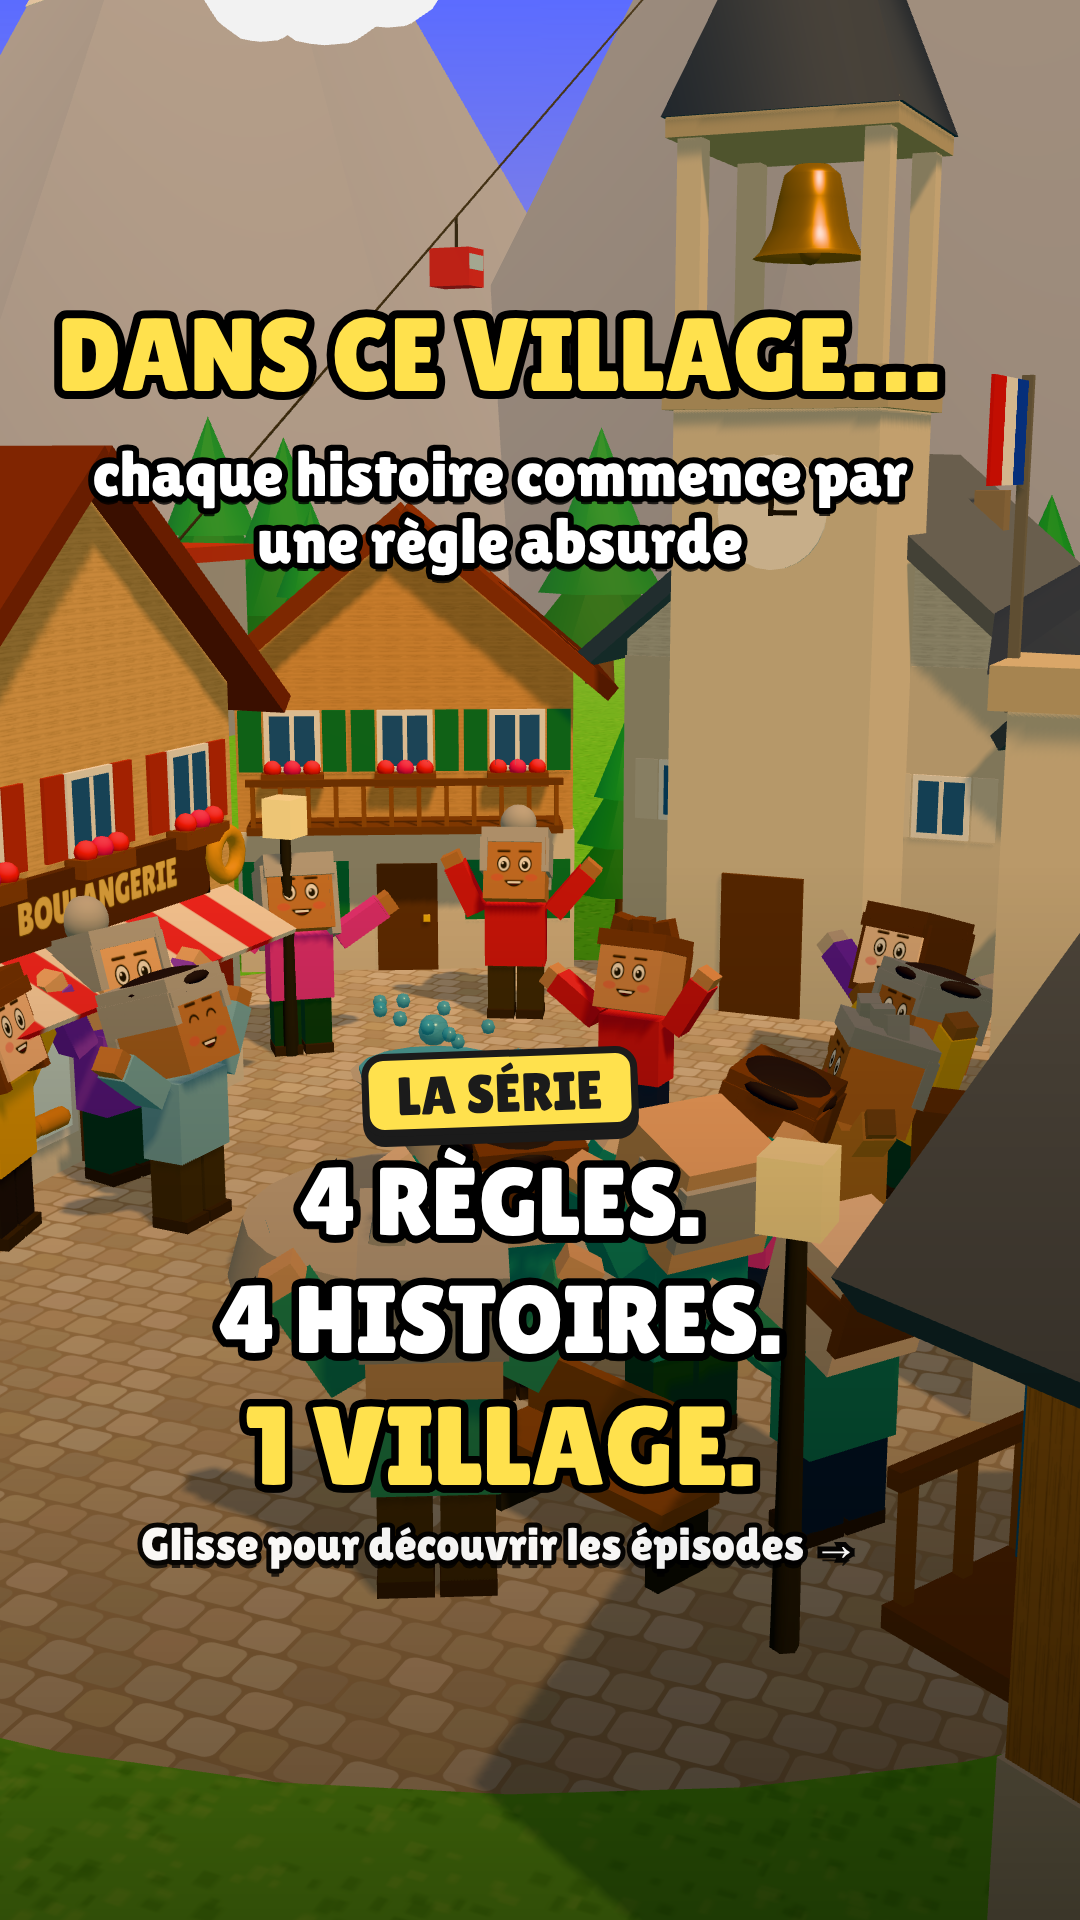 DANS CE VILLAGE...
chaque histoire commence par
une règle absurde
BOULANGERIE
LA SÉRIE
4 RÈGLES.
4 HISTOIRES.
1 VILLAGE.
Glisse pour découvrir les épisodes →